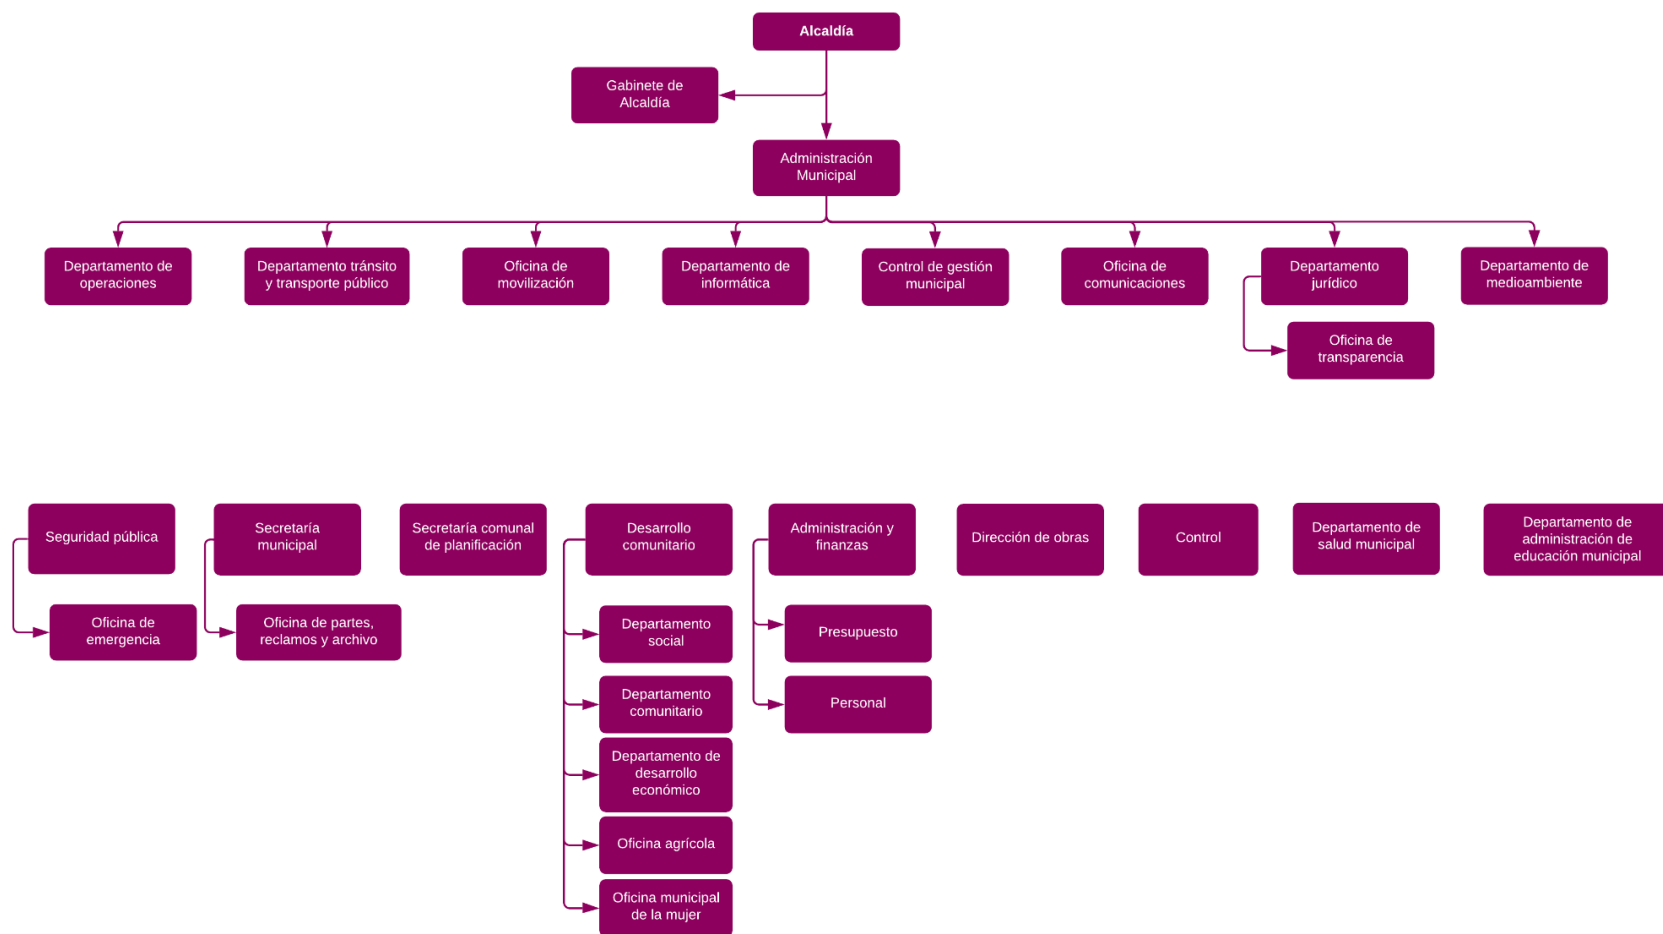 Alcaldía
Gabinete de
Alcaldía
Administración
Municipal
Departamento de
operaciones
Departamento tránsito
y transporte público
Oficina de
movilización
Departamento de
informática
Control de gestión
municipal
Oficina de
comunicaciones
Departamento
jurídico
Departamento de
medioambiente
Oficina de
transparencia
Seguridad pública
Secretaría
municipal
Secretaría comunal
de planificación
Desarrollo
comunitario
Administración y
finanzas
Dirección de obras
Control
Departamento de
salud municipal
Departamento de
administración de
educación municipal
Oficina de
emergencia
Oficina de partes,
reclamos y archivo
Departamento
social
Presupuesto
Departamento
comunitario
Personal
Departamento de
desarrollo
económico
Oficina agrícola
Oficina municipal
de la mujer